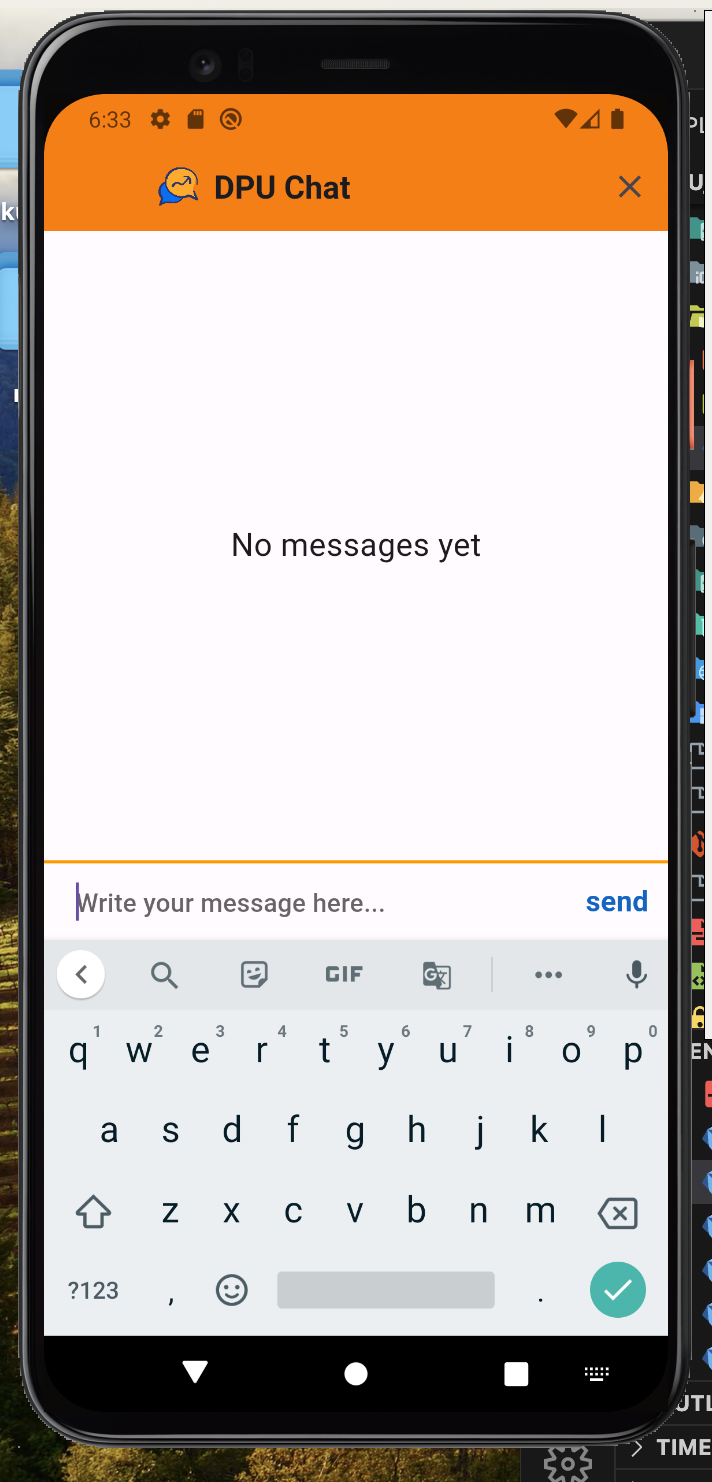 6:33
DPU Chat
No messages yet
Write your message here...
send
GIF
G
1 2 3 4 5 6 7 8 9 0
q w e r t y u i o p
a s d f g h j k l
z x c v b n m
?123 , .
TIME